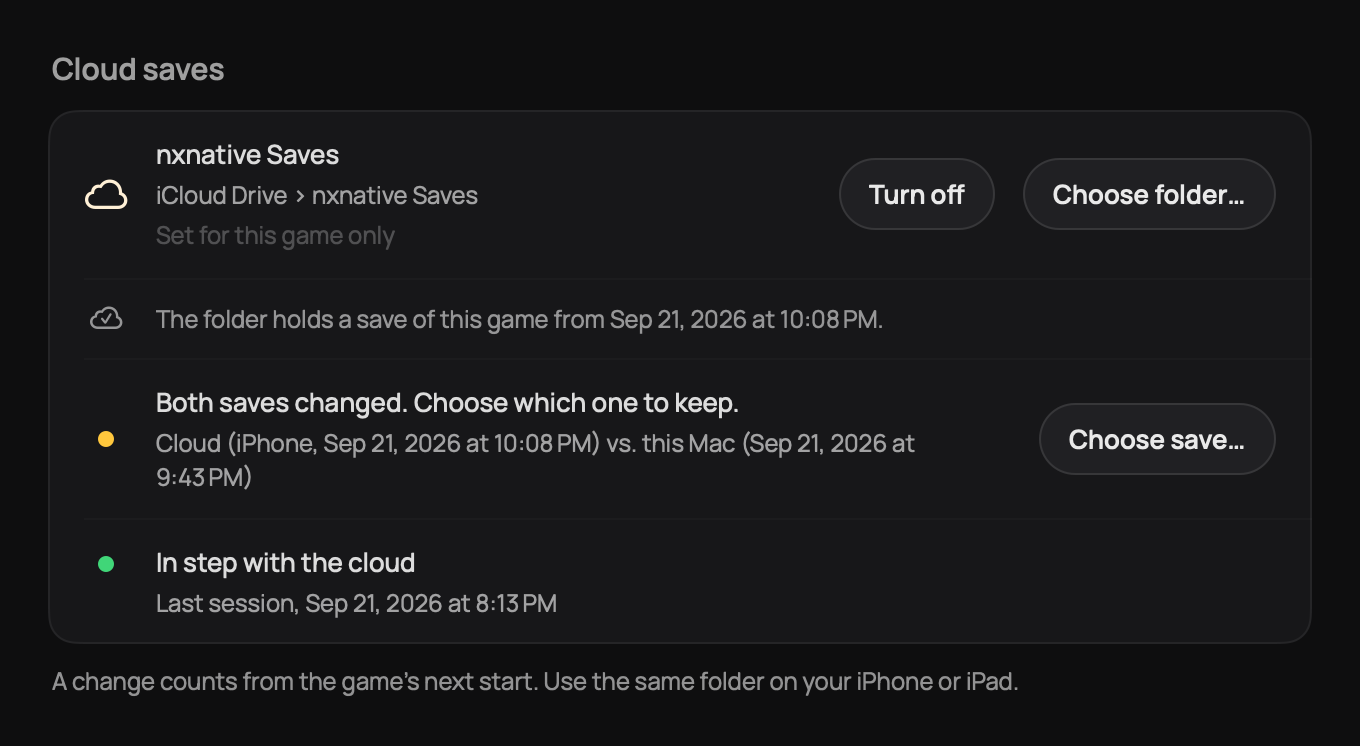 Cloud saves
nxnative Saves
iCloud Drive > nxnative Saves
Set for this game only
Turn off
Choose folder…
The folder holds a save of this game from Sep 21, 2026 at 10:08 PM.
Both saves changed. Choose which one to keep.
Cloud (iPhone, Sep 21, 2026 at 10:08 PM) vs. this Mac (Sep 21, 2026 at
9:43 PM)
Choose save…
In step with the cloud
Last session, Sep 21, 2026 at 8:13 PM
A change counts from the game’s next start. Use the same folder on your iPhone or iPad.